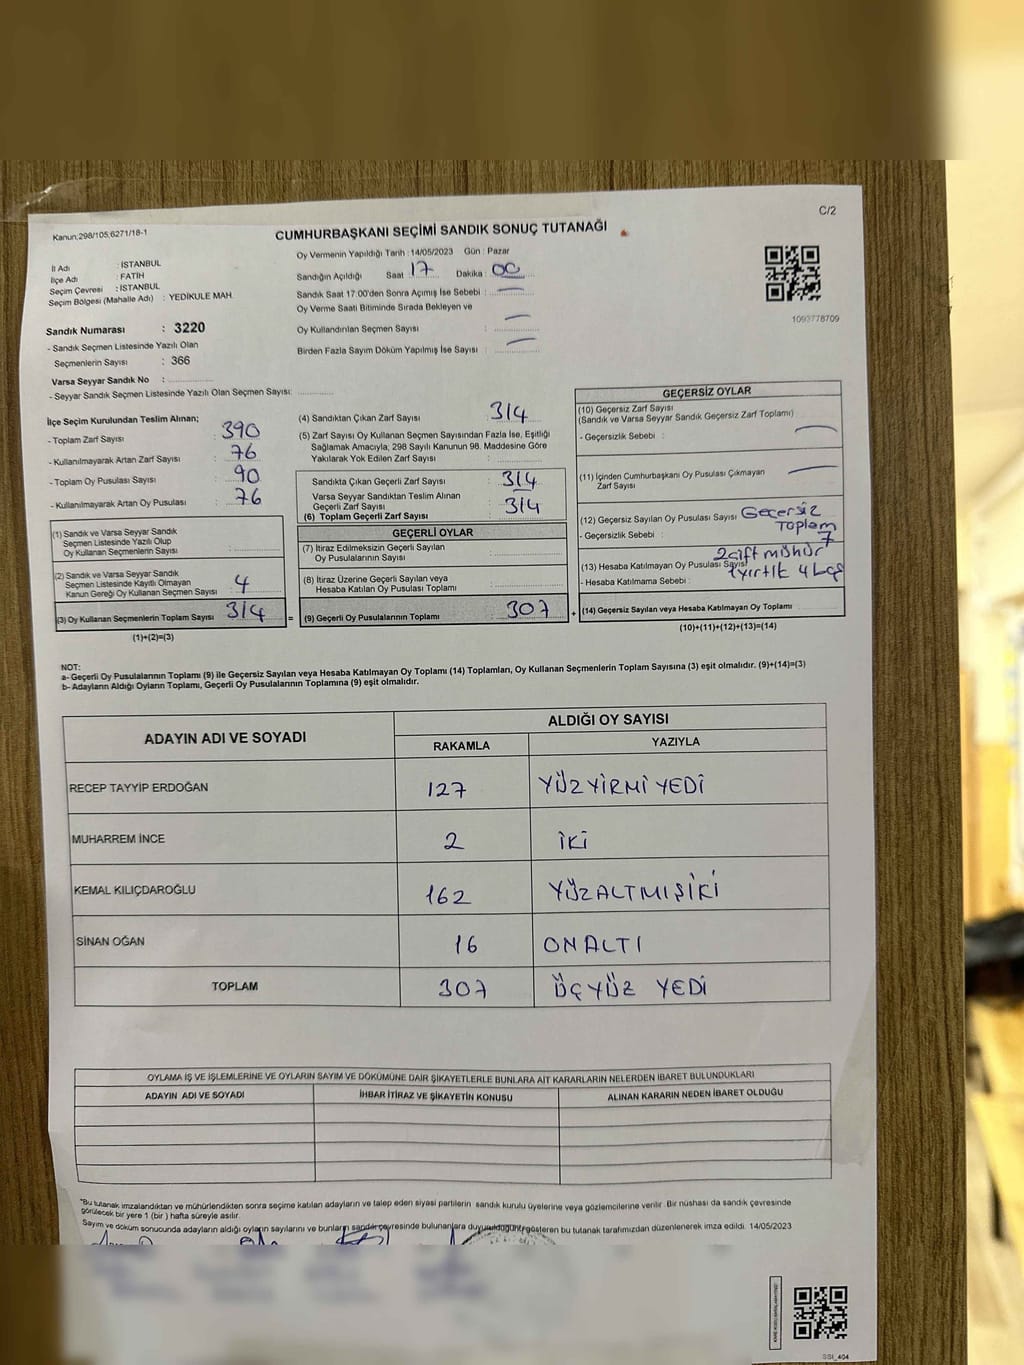 C/2
Kanun:298/105;6271/18-1
CUMHURBAŞKANI SEÇİMİ SANDIK SONUÇ TUTANAĞI
İl Adı : İSTANBUL
İlçe Adı : FATİH
Seçim Çevresi : İSTANBUL
Seçim Bölgesi (Mahalle Adı) : YEDİKULE MAH.
Sandık Numarası : 3220
- Sandık Seçmen Listesinde Yazılı Olan
Seçmenlerin Sayısı : 366
Varsa Seyyar Sandık No :
- Seyyar Sandık Seçmen Listesinde Yazılı Olan Seçmen Sayısı:
Oy Vermenin Yapıldığı Tarih : 14/05/2023 Gün : Pazar
Sandığın Açıldığı Saat : 17 Dakika : 00
Sandık Saat 17.00'den Sonra Açımış İse Sebebi :
Oy Verme Saati Bitiminde Sırada Bekleyen ve
Oy Kullandırılan Seçmen Sayısı :
Birden Fazla Sayım Döküm Yapılmış İse Sayısı :
1093778709
İlçe Seçim Kurulundan Teslim Alınan;
- Toplam Zarf Sayısı : 390
- Kullanılmayarak Artan Zarf Sayısı : 76
- Toplam Oy Pusulası Sayısı : 90
- Kullanılmayarak Artan Oy Pusulası : 76
(1) Sandık ve Varsa Seyyar Sandık
Seçmen Listesinde Yazılı Olup
Oy Kullanan Seçmenlerin Sayısı :
(2) Sandık ve Varsa Seyyar Sandık
Seçmen Listesinde Kayıtlı Olmayan
Kanun Gereği Oy Kullanan Seçmen Sayısı : 4
(3) Oy Kullanan Seçmenlerin Toplam Sayısı 314
(1)+(2)=(3)
(4) Sandıktan Çıkan Zarf Sayısı : 314
(5) Zarf Sayısı Oy Kullanan Seçmen Sayısından Fazla İse, Eşitliği
Sağlamak Amacıyla; 298 Sayılı Kanunun 98. Maddesine Göre
Yakılarak Yok Edilen Zarf Sayısı :
Sandıkta Çıkan Geçerli Zarf Sayısı : 314
Varsa Seyyar Sandıktan Teslim Alınan
Geçerli Zarf Sayısı : 314
(6) Toplam Geçerli Zarf Sayısı
GEÇERLİ OYLAR
(7) İtiraz Edilmeksizin Geçerli Sayılan
Oy Pusulalarının Sayısı :
(8) İtiraz Üzerine Geçerli Sayılan veya
Hesaba Katılan Oy Pusulası Toplamı :
= (9) Geçerli Oy Pusulalarının Toplamı : 307 +
GEÇERSİZ OYLAR
(10) Geçersiz Zarf Sayısı
(Sandık ve Varsa Seyyar Sandık Geçersiz Zarf Toplamı)
- Geçersizlik Sebebi :
(11) İçinden Cumhurbaşkanı Oy Pusulası Çıkmayan
Zarf Sayısı
(12) Geçersiz Sayılan Oy Pusulası Sayısı Geçersiz
- Geçersizlik Sebebi : Toplam
7
2 çift mühür
(13) Hesaba Katılmayan Oy Pusulası Sayısı
- Hesaba Katılmama Sebebi : 1 yırtık 4 boş
(14) Geçersiz Sayılan veya Hesaba Katılmayan Oy Toplamı
(10)+(11)+(12)+(13)=(14)
NOT:
a- Geçerli Oy Pusulalarının Toplamı (9) ile Geçersiz Sayılan veya Hesaba Katılmayan Oy Toplamı (14) Toplamları, Oy Kullanan Seçmenlerin Toplam Sayısına (3) eşit olmalıdır. (9)+(14)=(3)
b- Adayların Aldığı Oyların Toplamı, Geçerli Oy Pusulalarının Toplamına (9) eşit olmalıdır.
ADAYIN ADI VE SOYADI ALDIĞI OY SAYISI
RAKAMLA YAZIYLA
RECEP TAYYİP ERDOĞAN 127 YÜZYİRMİ YEDİ
MUHARREM İNCE 2 İKİ
KEMAL KILIÇDAROĞLU 162 YÜZALTMIŞİKİ
SİNAN OĞAN 16 ONALTI
TOPLAM 307 ÜÇYÜZ YEDİ
OYLAMA İŞ VE İŞLEMLERİNE VE OYLARIN SAYIM VE DÖKÜMÜNE DAİR ŞİKAYETLERLE BUNLARA AİT KARARLARIN NELERDEN İBARET BULUNDUKLARI
ADAYIN ADI VE SOYADI İHBAR İTİRAZ VE ŞİKAYETİN KONUSU ALINAN KARARIN NEDEN İBARET OLDUĞU
*Bu tutanak imzalandıktan ve mühürlendikten sonra seçime katılan adayların ve talep eden siyasi partilerin sandık kurulu üyelerine veya gözlemcilerine verilir. Bir nüshası da sandık çevresinde
görülecek bir yere 1 (bir ) hafta süreyle asılır.
Sayım ve döküm sonucunda adayların aldığı oyların sayılarını ve bunların sandık çevresinde bulunanlara duyurulduğunu gösteren bu tutanak tarafımızdan düzenlenerek imza edildi. 14/05/2023
SSİ_404